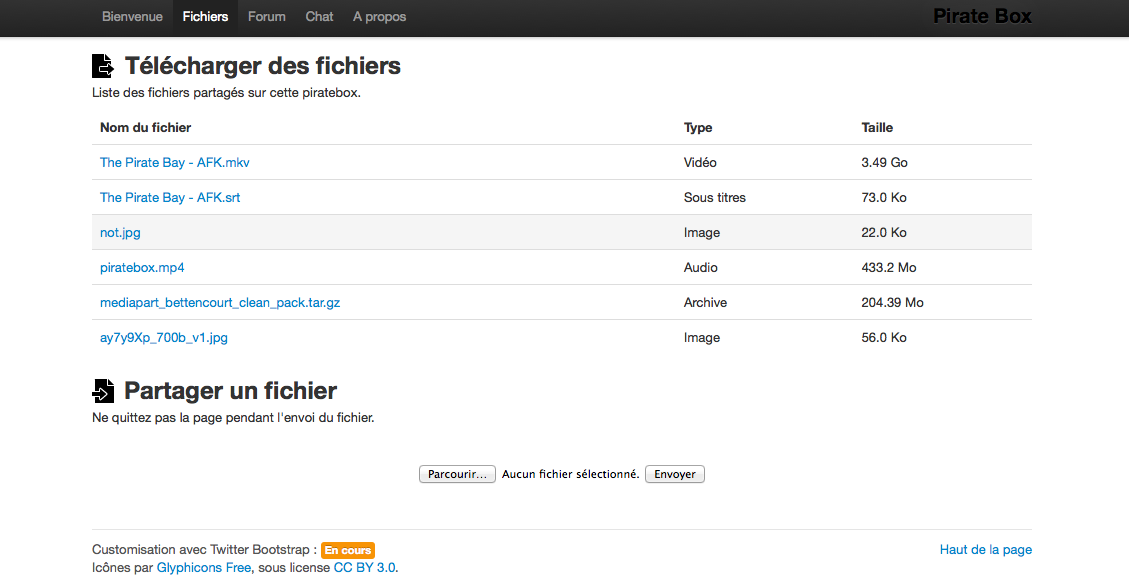 Bienvenue Fichiers Forum Chat A propos Pirate Box
Télécharger des fichiers
Liste des fichiers partagés sur cette piratebox.
Nom du fichier Type Taille
The Pirate Bay - AFK.mkv Vidéo 3.49 Go
The Pirate Bay - AFK.srt Sous titres 73.0 Ko
not.jpg Image 22.0 Ko
piratebox.mp4 Audio 433.2 Mo
mediapart_bettencourt_clean_pack.tar.gz Archive 204.39 Mo
ay7y9Xp_700b_v1.jpg Image 56.0 Ko
Partager un fichier
Ne quittez pas la page pendant l'envoi du fichier.
Parcourir... Aucun fichier sélectionné. Envoyer
Customisation avec Twitter Bootstrap : En cours Haut de la page
Icônes par Glyphicons Free, sous license CC BY 3.0.